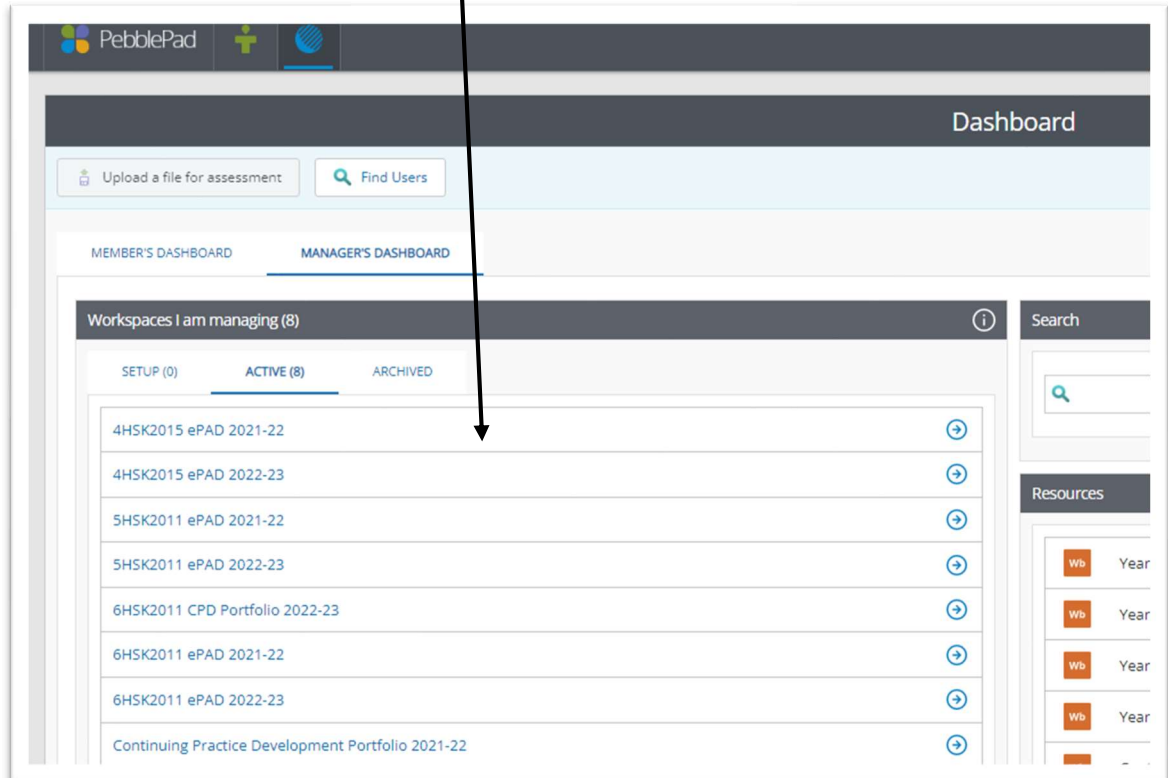 PebblePad
Dashboard
Upload a file for assessment
Find Users
MEMBER'S DASHBOARD
MANAGER'S DASHBOARD
Workspaces I am managing (8)
SETUP (0)
ACTIVE (8)
ARCHIVED
4HSK2015 ePAD 2021-22
4HSK2015 ePAD 2022-23
5HSK2011 ePAD 2021-22
5HSK2011 ePAD 2022-23
6HSK2011 CPD Portfolio 2022-23
6HSK2011 ePAD 2021-22
6HSK2011 ePAD 2022-23
Continuing Practice Development Portfolio 2021-22
Search
Resources
Wb Year
Wb Year
Wb Year
Wb Year